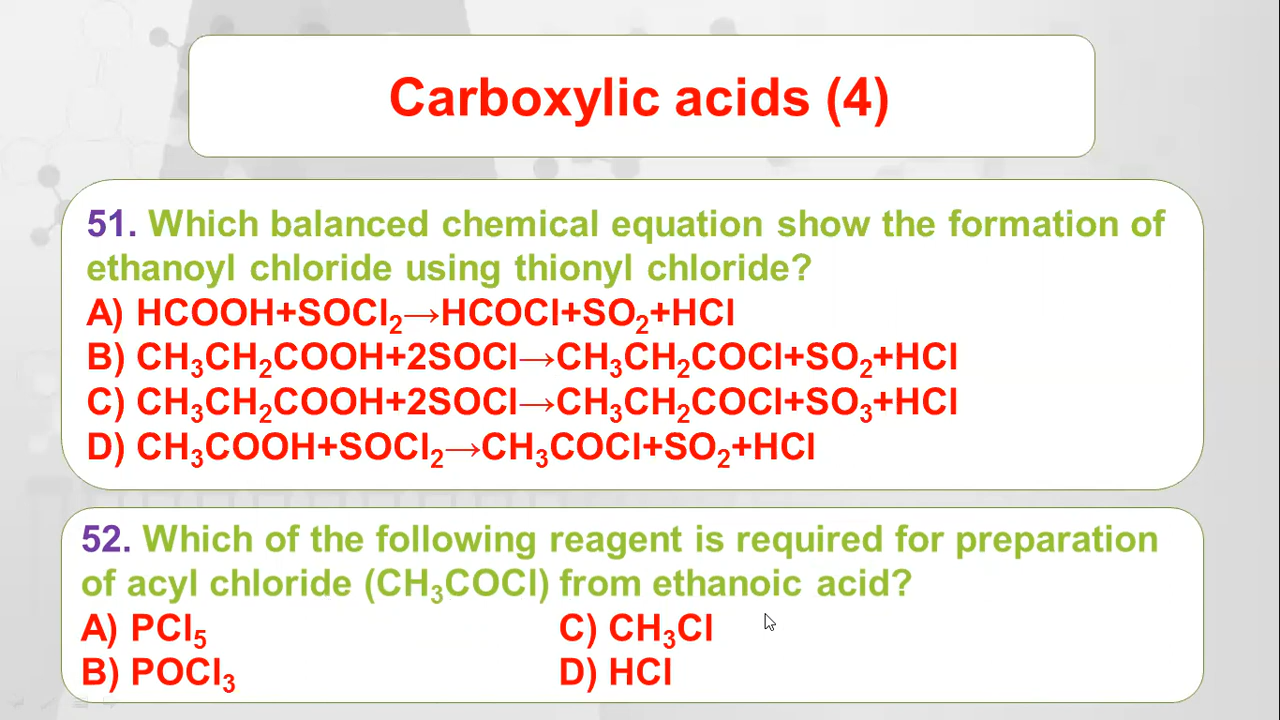 Carboxylic acids (4)
51. Which balanced chemical equation show the formation of
ethanoyl chloride using thionyl chloride?
A) HCOOH+SOCl₂→HCOCl+SO₂+HCl
B) CH₃CH₂COOH+2SOCl→CH₃CH₂COCl+SO₂+HCl
C) CH₃CH₂COOH+2SOCl→CH₃CH₂COCl+SO₃+HCl
D) CH₃COOH+SOCl₂→CH₃COCl+SO₂+HCl
52. Which of the following reagent is required for preparation
of acyl chloride (CH₃COCl) from ethanoic acid?
A) PCl₅ C) CH₃Cl
B) POCl₃ D) HCl